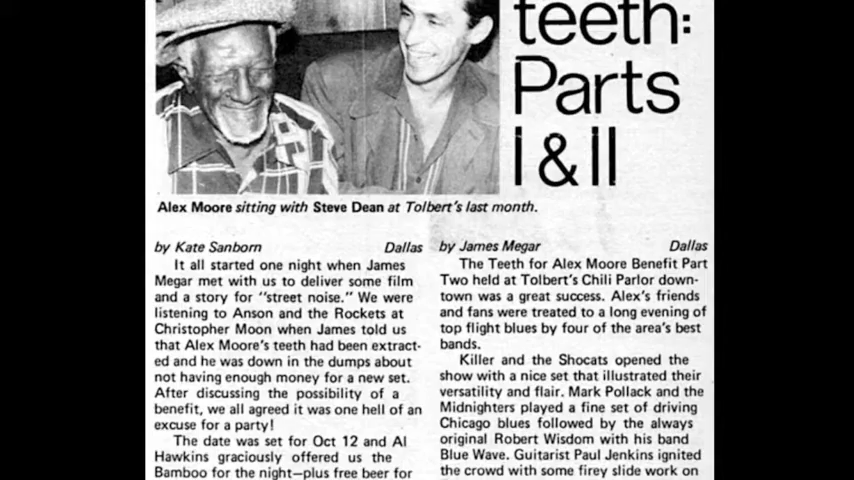 teeth:
Parts
I & II
Alex Moore sitting with Steve Dean at Tolbert's last month.
by Kate Sanborn Dallas
It all started one night when James
Megar met with us to deliver some film
and a story for "street noise." We were
listening to Anson and the Rockets at
Christopher Moon when James told us
that Alex Moore's teeth had been extract-
ed and he was down in the dumps about
not having enough money for a new set.
After discussing the possibility of a
benefit, we all agreed it was one hell of an
excuse for a party!
The date was set for Oct 12 and Al
Hawkins graciously offered us the
Bamboo for the night—plus free beer for
by James Megar Dallas
The Teeth for Alex Moore Benefit Part
Two held at Tolbert's Chili Parlor down-
town was a great success. Alex's friends
and fans were treated to a long evening of
top flight blues by four of the area's best
bands.
Killer and the Shocats opened the
show with a nice set that illustrated their
versatility and flair. Mark Pollack and the
Midnighters played a fine set of driving
Chicago blues followed by the always
original Robert Wisdom with his band
Blue Wave. Guitarist Paul Jenkins ignited
the crowd with some firey slide work on